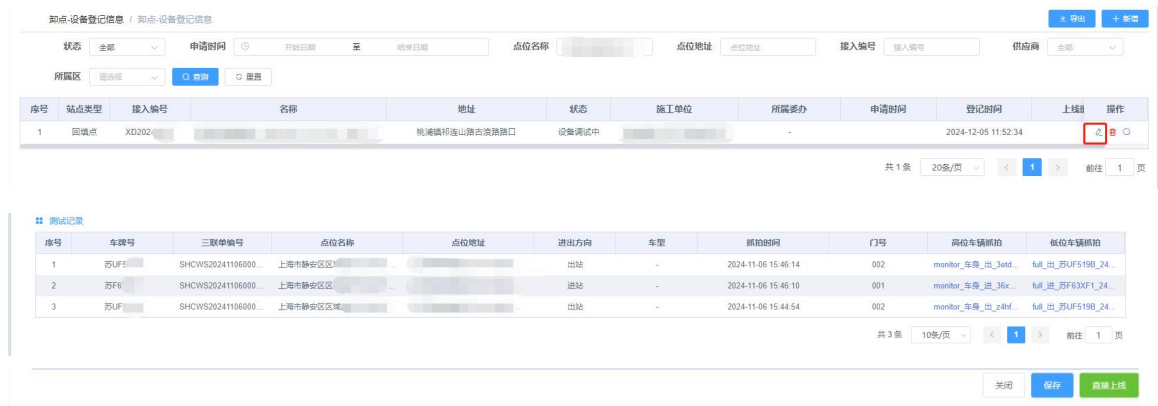 卸点-设备登记信息 / 卸点-设备登记信息 导出 + 新增
状态 全部 申请时间 开始日期 至 结束日期 点位名称 点位地址 点位地址 接入编号 接入编号 供应商 全部
所属区 请选择 查询 重置
序号 站点类型 接入编号 名称 地址 状态 施工单位 所属委办 申请时间 登记时间 上线时 操作
1 回填点 XD202 桃浦镇祁连山路古浪路路口 设备调试中 - 2024-12-05 11:52:34
共 1 条 20条/页 < 1 > 前往 1 页
测试记录
序号 车牌号 三联单编号 点位名称 点位地址 进出方向 车型 抓拍时间 门号 高位车辆抓拍 低位车辆抓拍
1 苏UF5 SHCWS20241106000... 上海市静安区区域 出站 - 2024-11-06 15:46:14 002 monitor_车身_出_3etd... full_出_苏UF519B_24...
2 苏F6 SHCWS20241106000... 上海市静安区区域 进站 - 2024-11-06 15:46:10 001 monitor_车身_进_36x... full_进_苏F63XF1_24...
3 苏UF SHCWS20241106000... 上海市静安区区域 出站 - 2024-11-06 15:44:54 002 monitor_车身_出_z4hf... full_出_苏UF519B_24...
共 3 条 10条/页 < 1 > 前往 1 页
关闭 保存 直接上线